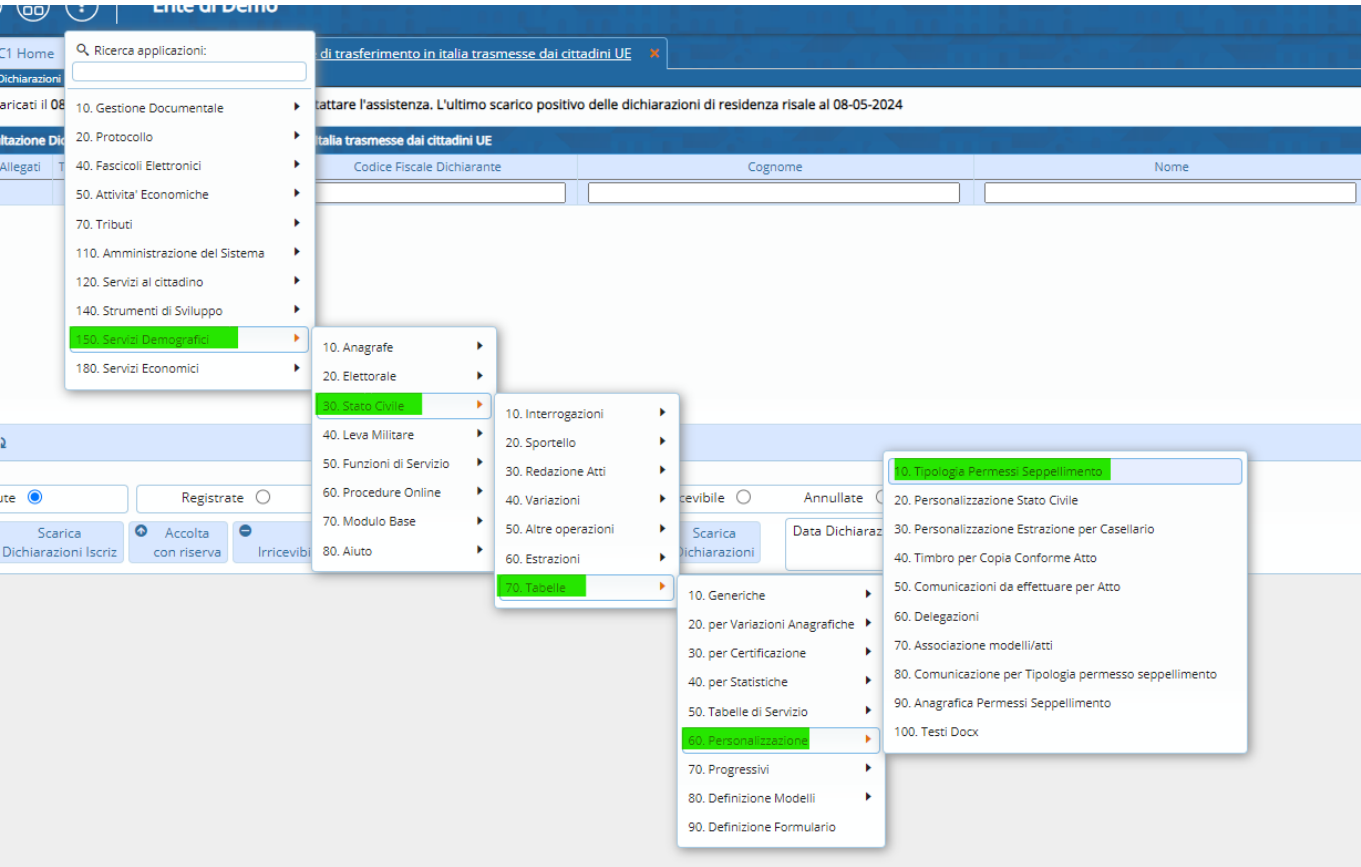 Ente di Demo
C1 Home
di trasferimento in italia trasmesse dai cittadini UE
Ricerca applicazioni:
Dichiarazioni
aricati il 08
tattare l'assistenza. L'ultimo scarico positivo delle dichiarazioni di residenza risale al 08-05-2024
ltazione Dic
italia trasmesse dai cittadini UE
Allegati
T
Codice Fiscale Dichiarante
Cognome
Nome
10. Gestione Documentale
20. Protocollo
40. Fascicoli Elettronici
50. Attivita' Economiche
70. Tributi
110. Amministrazione del Sistema
120. Servizi al cittadino
140. Strumenti di Sviluppo
150. Servizi Demografici
180. Servizi Economici
10. Anagrafe
20. Elettorale
30. Stato Civile
40. Leva Militare
50. Funzioni di Servizio
60. Procedure Online
70. Modulo Base
80. Aiuto
10. Interrogazioni
20. Sportello
30. Redazione Atti
40. Variazioni
50. Altre operazioni
60. Estrazioni
70. Tabelle
10. Generiche
20. per Variazioni Anagrafiche
30. per Certificazione
40. per Statistiche
50. Tabelle di Servizio
60. Personalizzazione
70. Progressivi
80. Definizione Modelli
90. Definizione Formulario
10. Tipologia Permessi Seppellimento
20. Personalizzazione Stato Civile
30. Personalizzazione Estrazione per Casellario
40. Timbro per Copia Conforme Atto
50. Comunicazioni da effettuare per Atto
60. Delegazioni
70. Associazione modelli/atti
80. Comunicazione per Tipologia permesso seppellimento
90. Anagrafica Permessi Seppellimento
100. Testi Docx
ute
Registrate
cevibile
Annullate
Scarica
Dichiarazioni Iscriz
Accolta
con riserva
Irricevibi
Scarica
Dichiarazioni
Data Dichiaraz